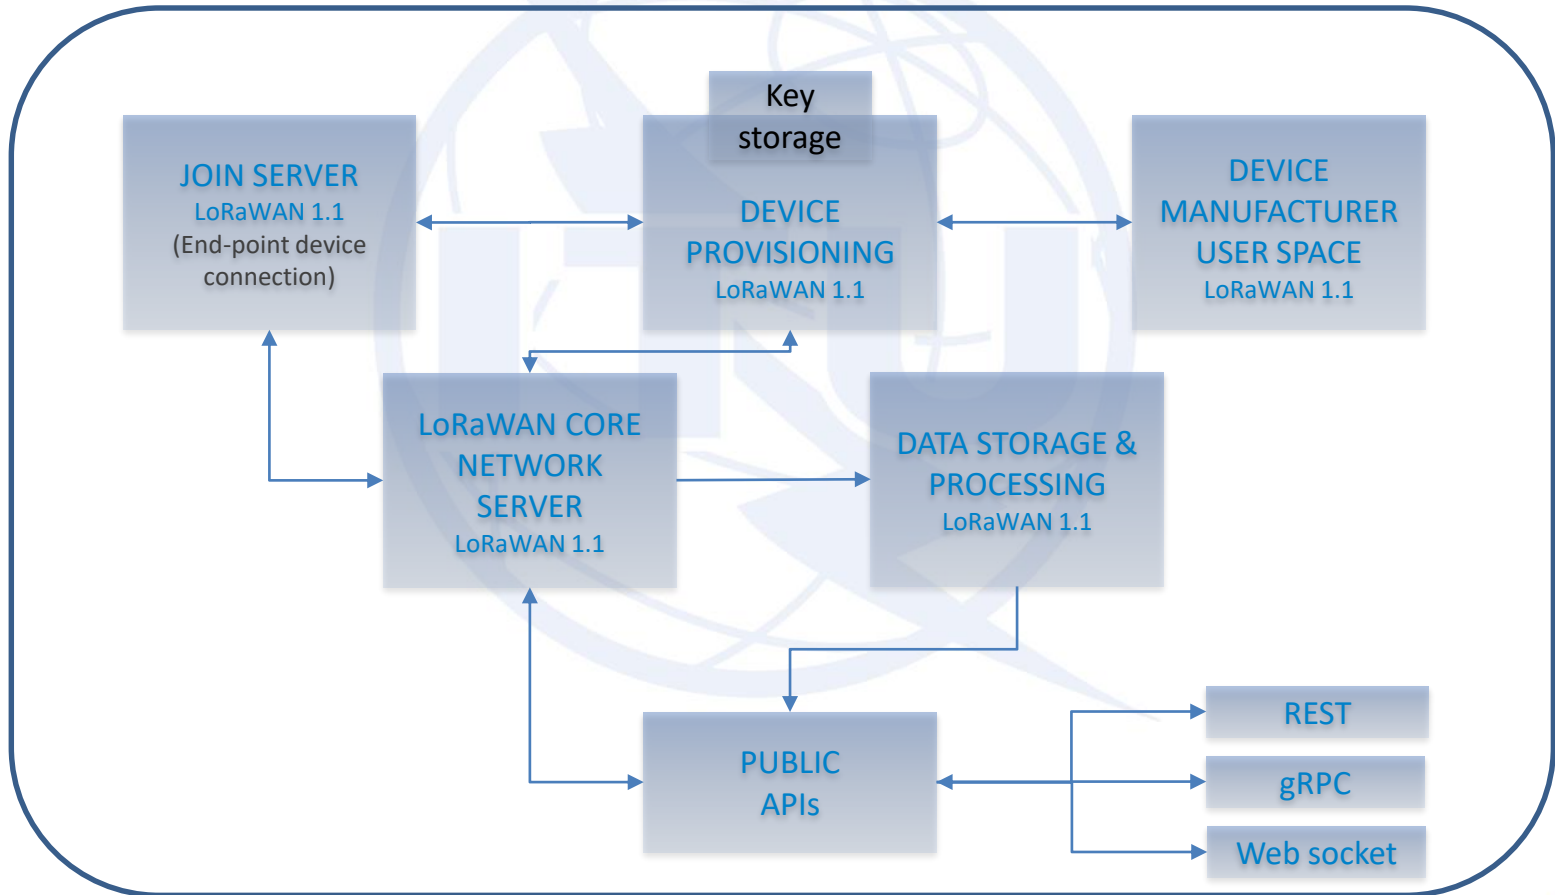 Key
storage
JOIN SERVER
LoRaWAN 1.1
(End-point device
connection)
DEVICE
PROVISIONING
LoRaWAN 1.1
DEVICE
MANUFACTURER
USER SPACE
LoRaWAN 1.1
LoRaWAN CORE
NETWORK
SERVER
LoRaWAN 1.1
DATA STORAGE &
PROCESSING
LoRaWAN 1.1
PUBLIC
APIs
REST
gRPC
Web socket
ITU